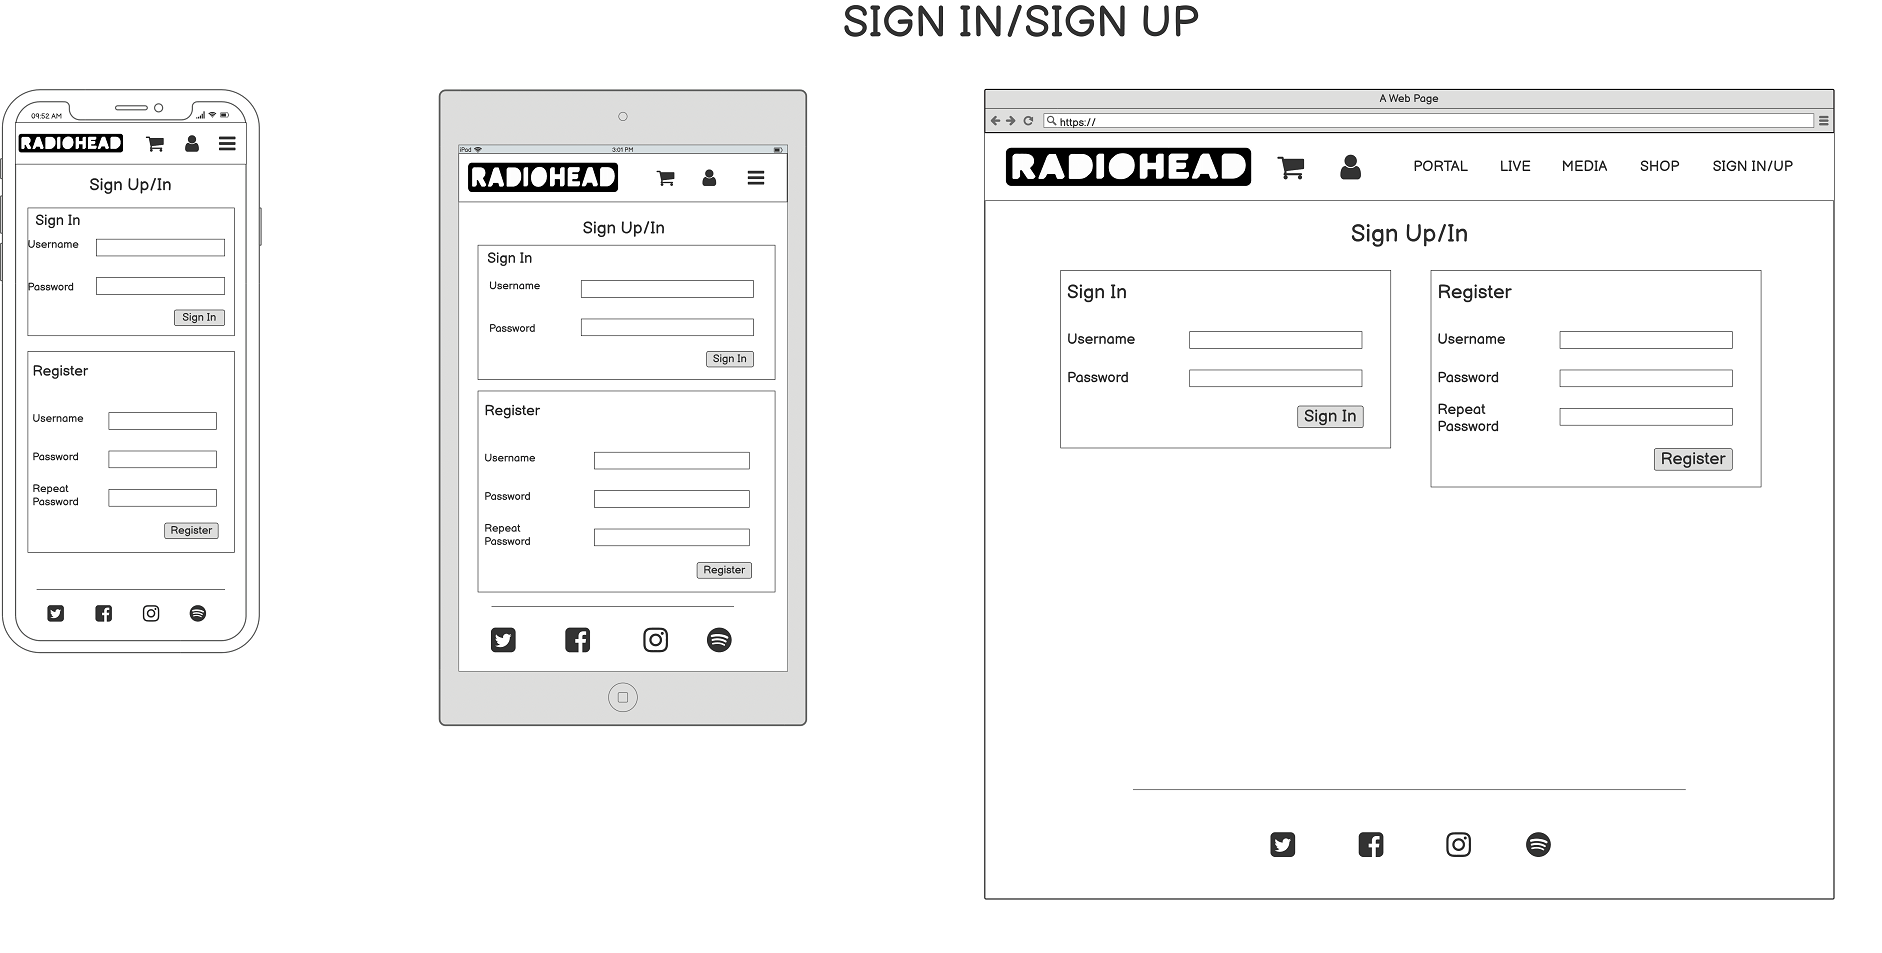 SIGN IN/SIGN UP
09:52 AM
RADIOHEAD
Sign Up/In
Sign In
Username
Password
Sign In
Register
Username
Password
Repeat
Password
Register
iPod
3:01 PM
RADIOHEAD
Sign Up/In
Sign In
Username
Password
Sign In
Register
Username
Password
Repeat
Password
Register
A Web Page
https://
RADIOHEAD
PORTAL LIVE MEDIA SHOP SIGN IN/UP
Sign Up/In
Sign In
Username
Password
Sign In
Register
Username
Password
Repeat
Password
Register